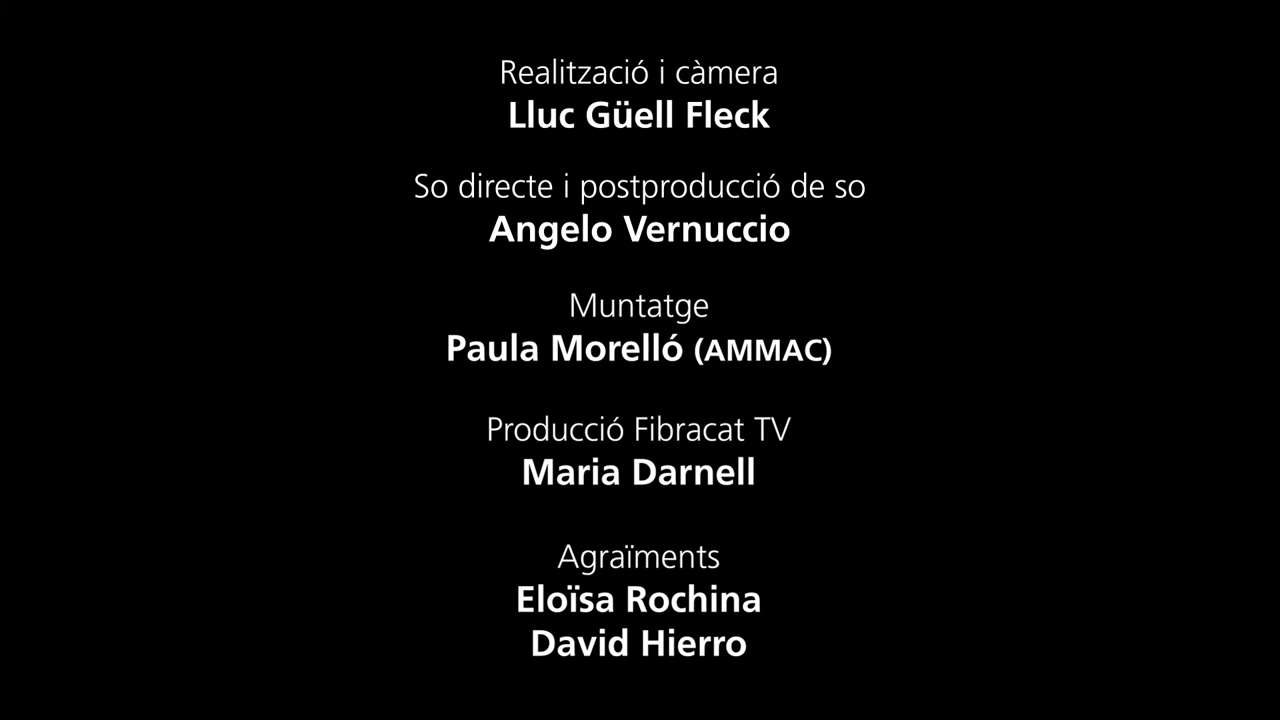 Realització i càmera
Lluc Güell Fleck
So directe i postproducció de so
Angelo Vernuccio
Muntatge
Paula Morelló (AMMAC)
Producció Fibracat TV
Maria Darnell
Agraïments
Eloïsa Rochina
David Hierro